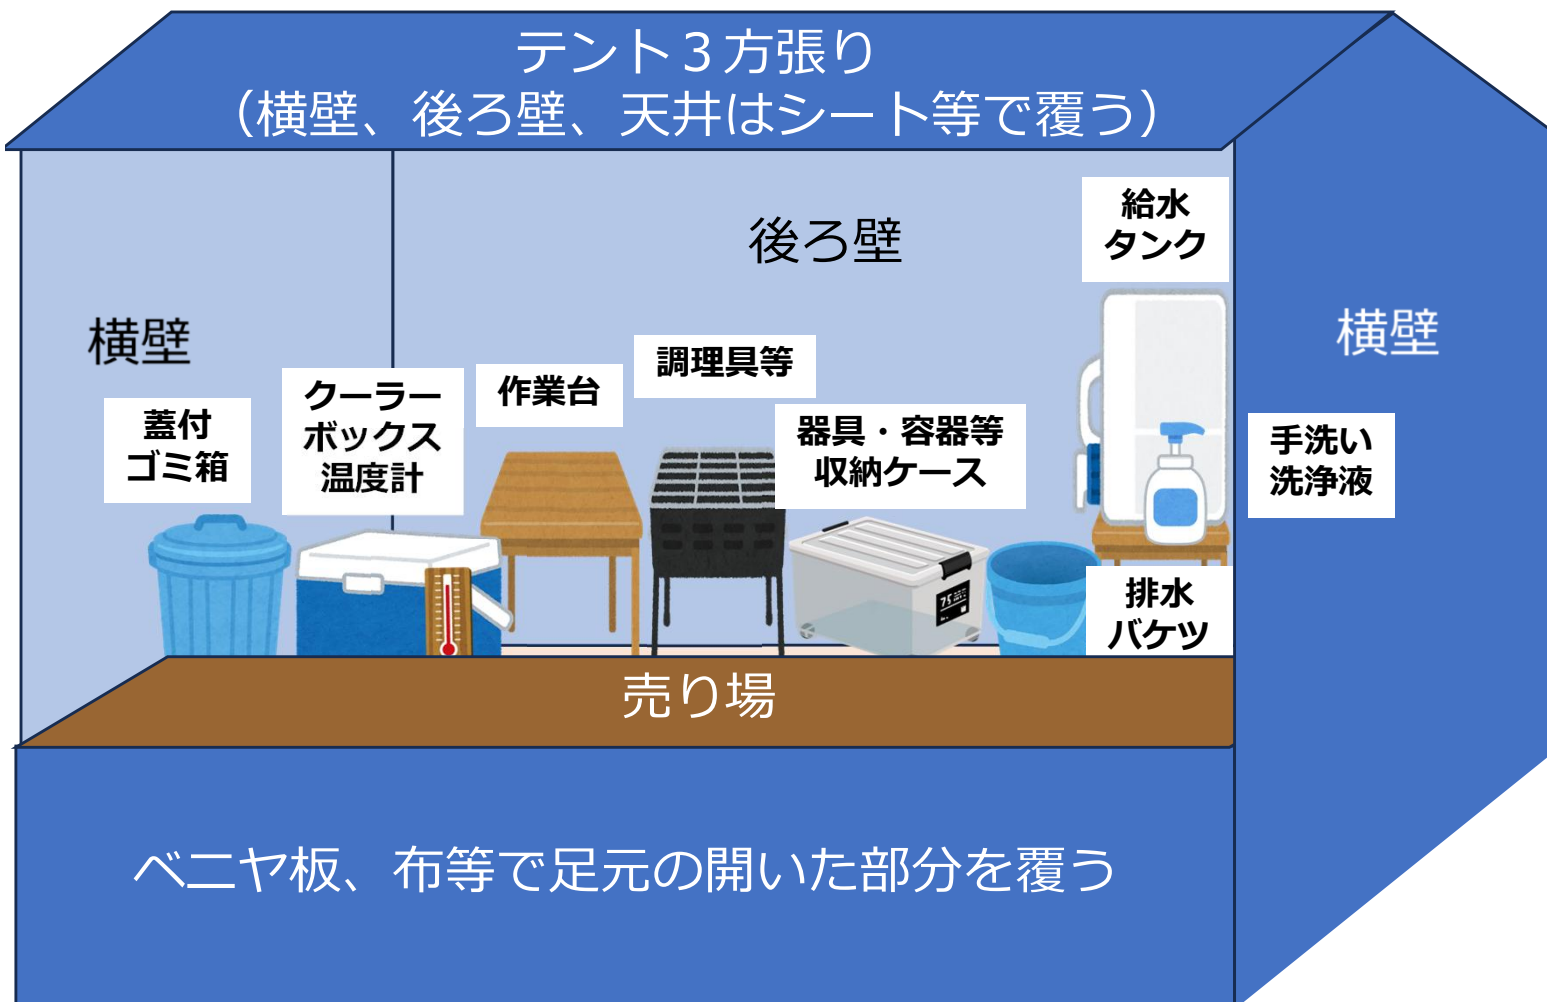 テント３方張り
（横壁、後ろ壁、天井はシート等で覆う）
後ろ壁
給水
タンク
横壁
横壁
調理具等
作業台
クーラー
ボックス
温度計
蓋付
ゴミ箱
器具・容器等
収納ケース
手洗い
洗浄液
75
排水
バケツ
売り場
ベニヤ板、布等で足元の開いた部分を覆う